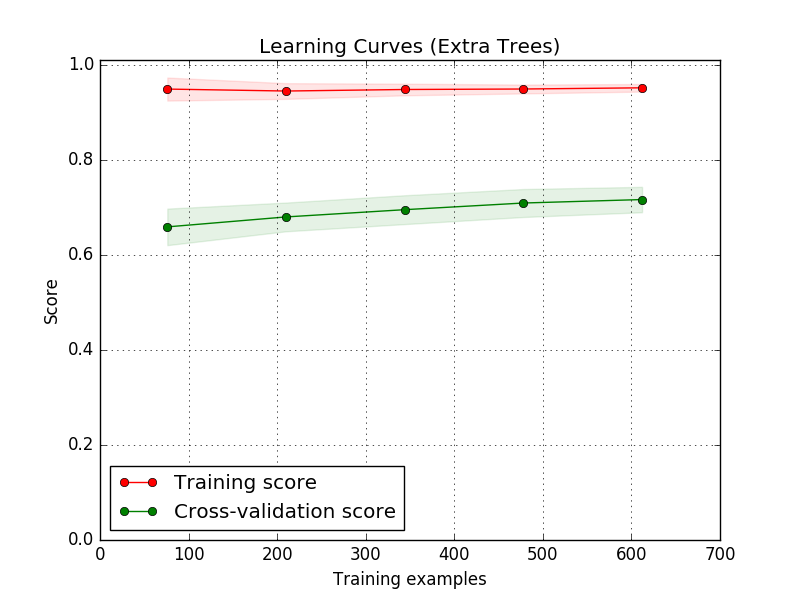 Learning Curves (Extra Trees)
1.0
0.8
0.6
0.4
0.2
0.0
Score
Training score
Cross-validation score
0 100 200 300 400 500 600 700
Training examples